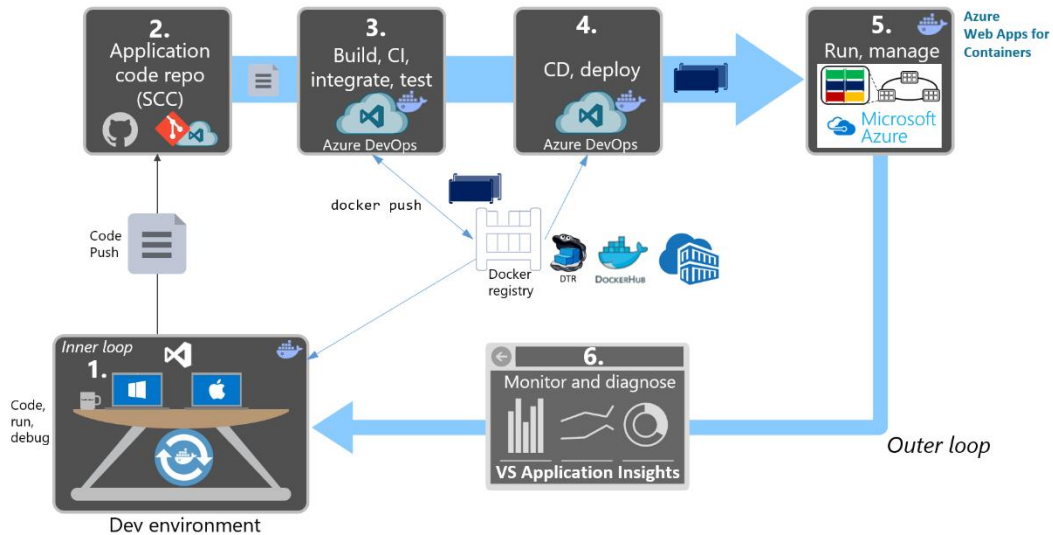 2.
Application
code repo
(SCC)
3.
Build, CI,
integrate, test
Azure DevOps
4.
CD, deploy
Azure DevOps
5.
Run, manage
Microsoft
Azure
Azure
Web Apps for
Containers
docker push
Code
Push
Docker
registry
DTR
DOCKERHUB
Inner loop
1.
Code,
run,
debug
Dev environment
6.
Monitor and diagnose
VS Application Insights
Outer loop